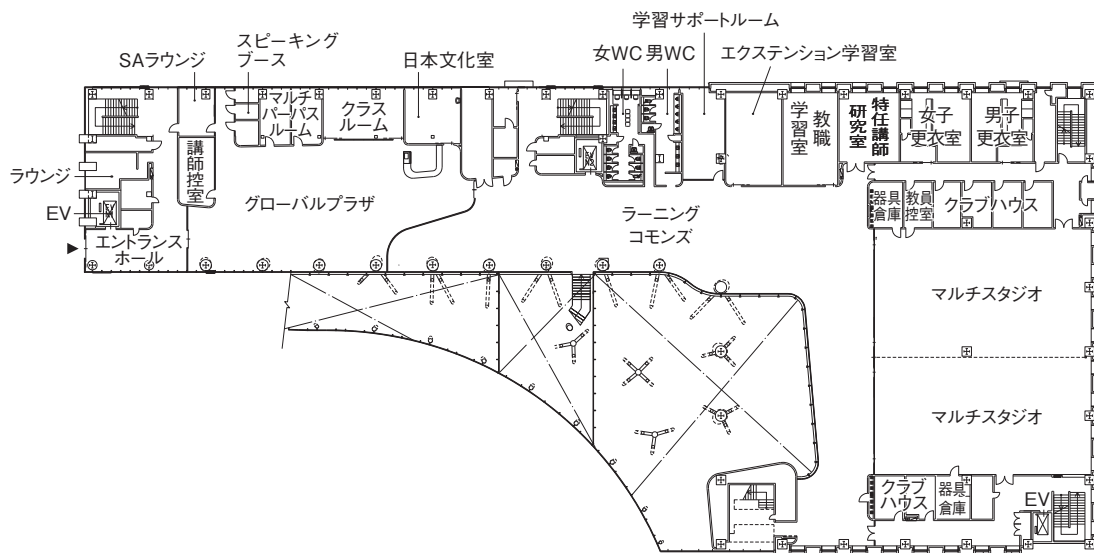 学習サポートルーム
スピーキング
ブース
女WC 男WC
エクステンション学習室
SAラウンジ
日本文化室
マルチ
パーパス
ルーム
クラス
ルーム
学習室
教職
特任講師
研究室
女子
更衣室
男子
更衣室
講師控室
ラウンジ
EV
エントランス
ホール
グローバルプラザ
ラーニング
コモンズ
器具
倉庫
教員
控室
クラブハウス
マルチスタジオ
マルチスタジオ
クラブ
ハウス
器具
倉庫
EV